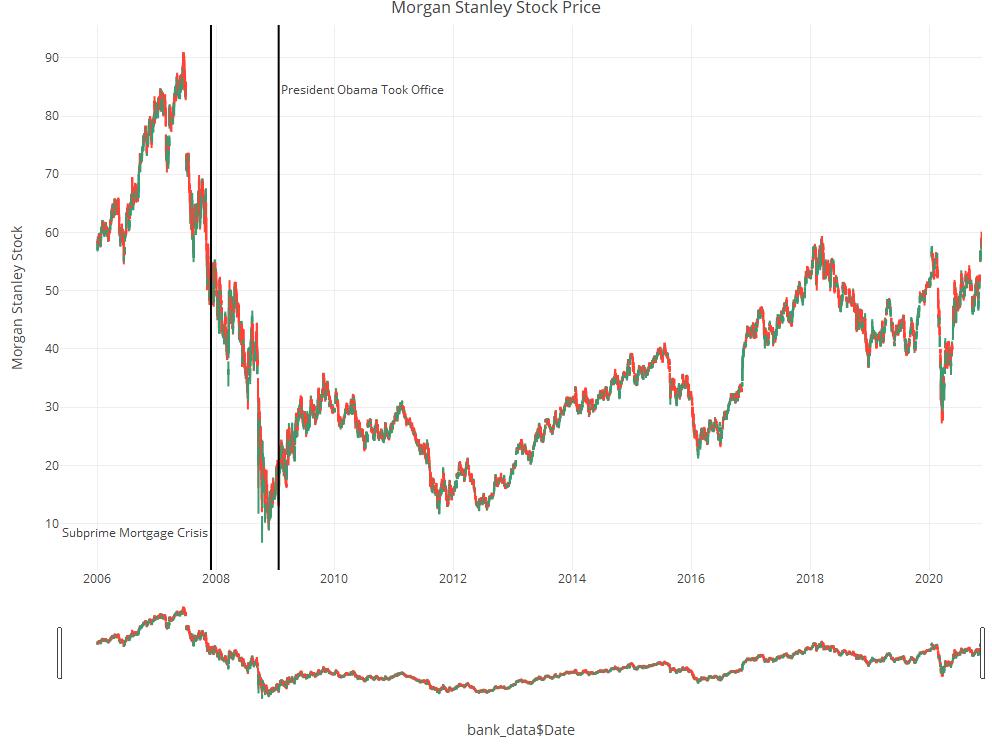 Morgan Stanley Stock Price
90
80
70
60
50
40
30
20
10
Morgan Stanley Stock
President Obama Took Office
Subprime Mortgage Crisis
2006 2008 2010 2012 2014 2016 2018 2020
bank_data$Date